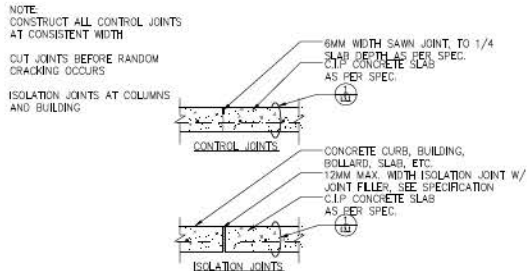 NOTE:
CONSTRUCT ALL CONTROL JOINTS
AT CONSISTENT WIDTH
CUT JOINTS BEFORE RANDOM
CRACKING OCCURS
ISOLATION JOINTS AT COLUMNS
AND BUILDING
6MM WIDTH SAWN JOINT, TO 1/4
SLAB DEPTH AS PER SPEC.
C.I.P CONCRETE SLAB
AS PER SPEC.
1
CONTROL JOINTS
CONCRETE CURB, BUILDING,
BOLLARD, SLAB, ETC.
12MM MAX. WIDTH ISOLATION JOINT W/
JOINT FILLER, SEE SPECIFICATION
C.I.P CONCRETE SLAB
AS PER SPEC.
1
ISOLATION JOINTS